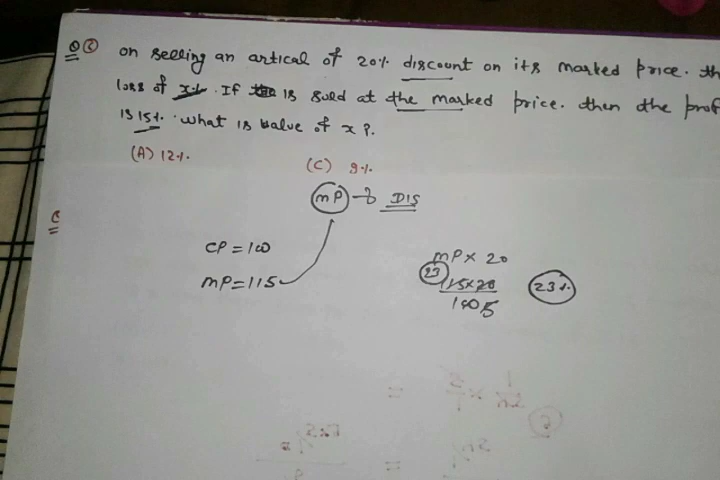 Q ③ on selling an artical of 20% discount on its marked price. th
loss of x%. If is sold at the marked price. then the prof
is 15%. what is value of x ?.
(A) 12%. (C) 9%.
MP → DIS
CP = 100
MP = 115
MP × 20
23
115×20
100 5
23%